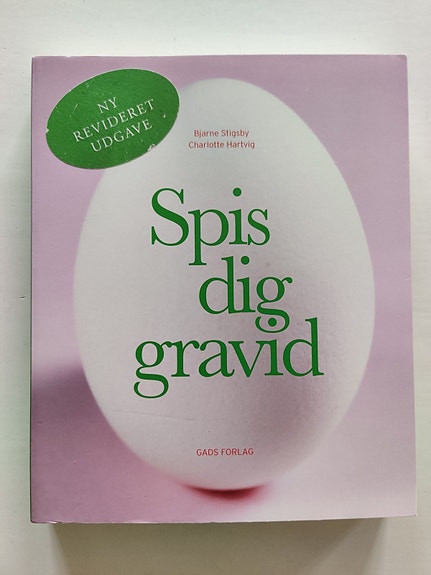 NY
REVIDERET
UDGAVE
Bjarne Stigsby
Charlotte Hartvig
Spis
dig
gravid
GADS FORLAG